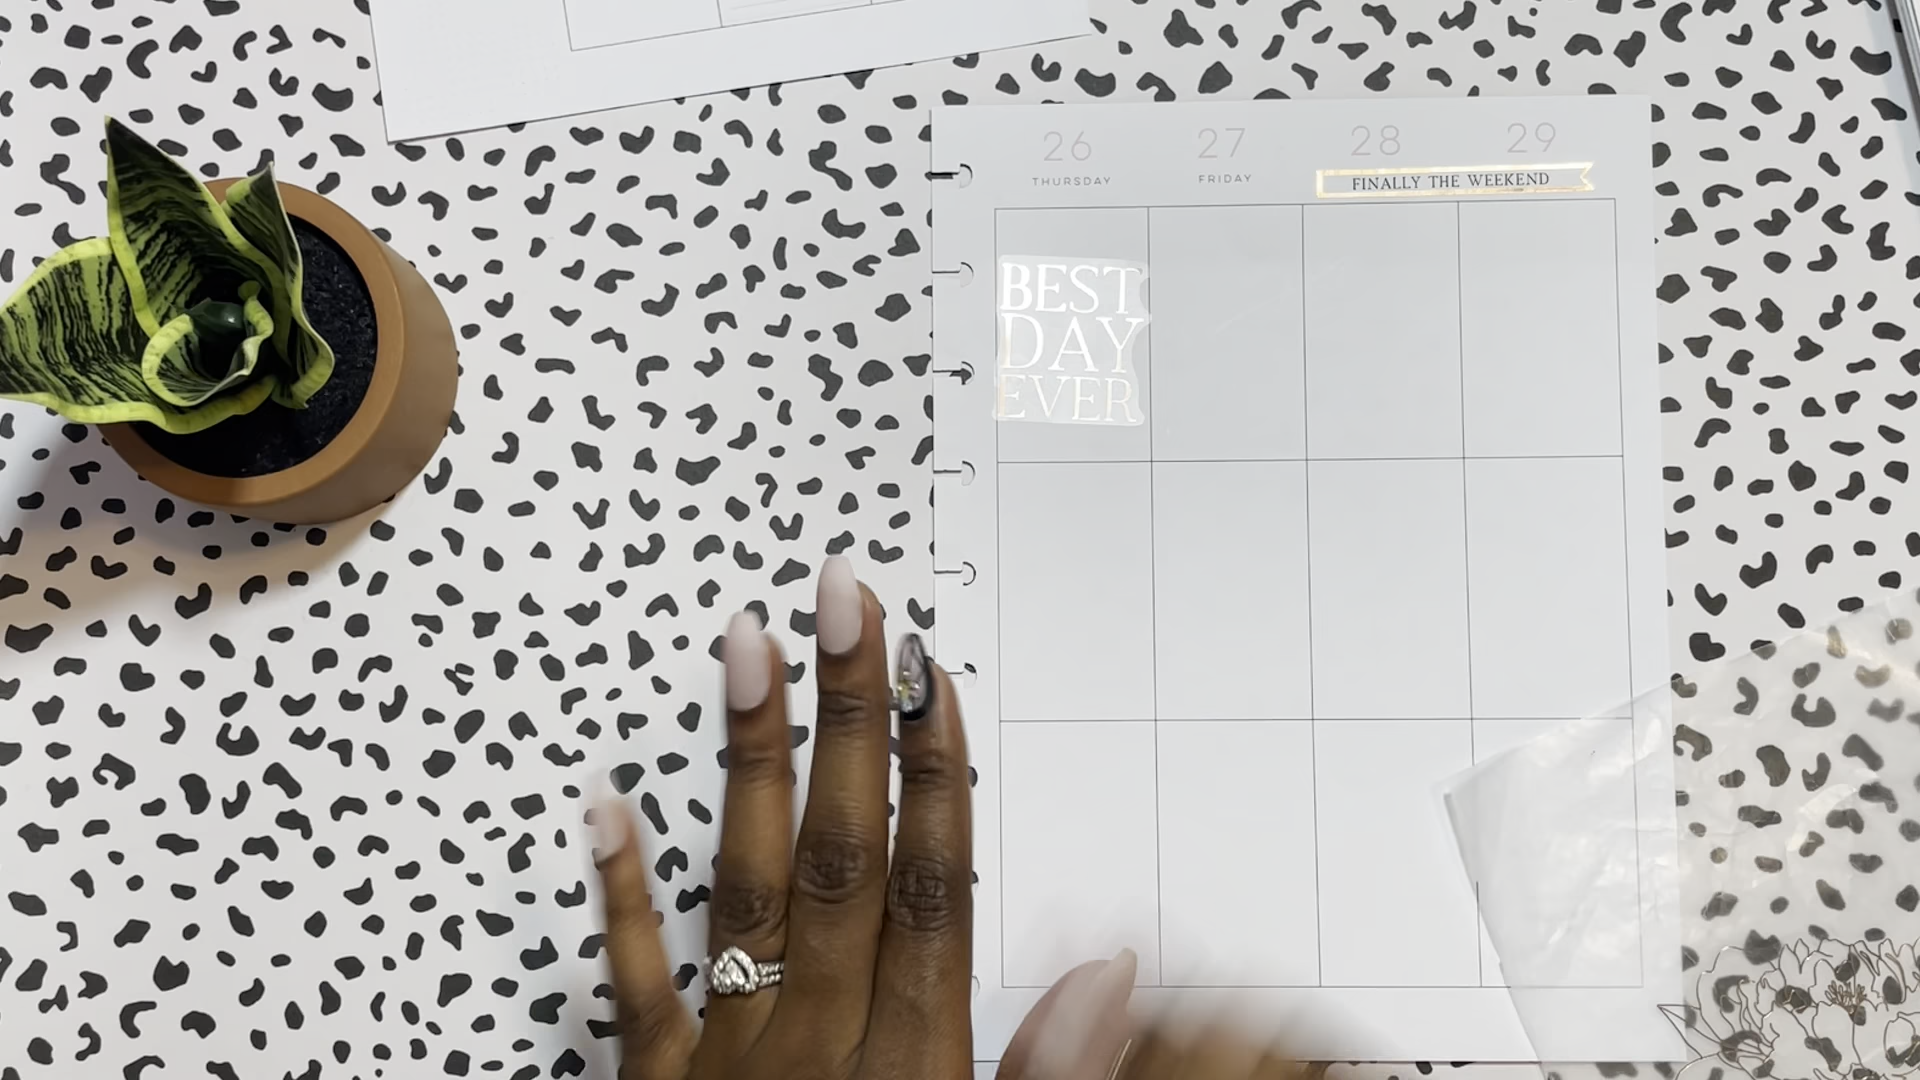 26 27 28 29
THURSDAY FRIDAY FINALLY THE WEEKEND
BEST
DAY
EVER